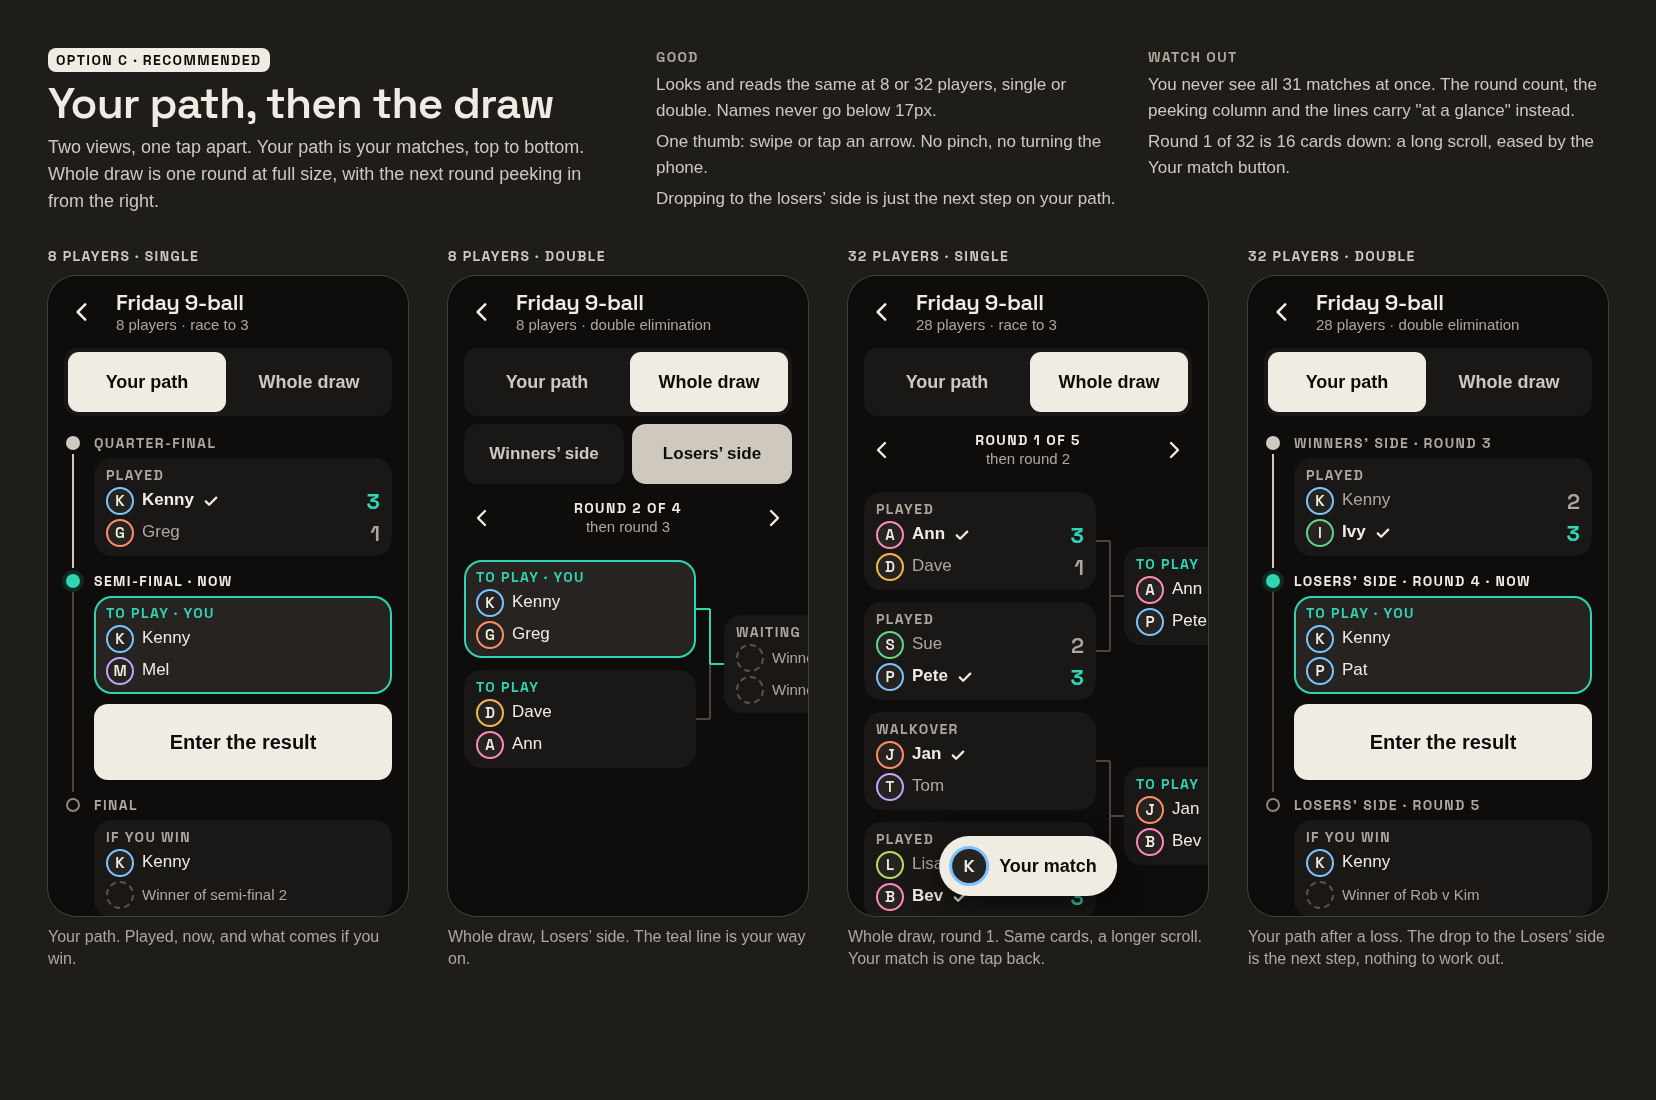 OPTION C · RECOMMENDED
Your path, then the draw
Two views, one tap apart. Your path is your matches, top to bottom.
Whole draw is one round at full size, with the next round peeking in
from the right.
GOOD
Looks and reads the same at 8 or 32 players, single or
double. Names never go below 17px.
One thumb: swipe or tap an arrow. No pinch, no turning the
phone.
Dropping to the losers’ side is just the next step on your path.
WATCH OUT
You never see all 31 matches at once. The round count, the
peeking column and the lines carry "at a glance" instead.
Round 1 of 32 is 16 cards down: a long scroll, eased by the
Your match button.
8 PLAYERS · SINGLE
Friday 9-ball
8 players · race to 3
Your path
Whole draw
QUARTER-FINAL
PLAYED
K Kenny 3
G Greg 1
SEMI-FINAL · NOW
TO PLAY · YOU
K Kenny
M Mel
Enter the result
FINAL
IF YOU WIN
K Kenny
Winner of semi-final 2
Your path. Played, now, and what comes if you
win.
8 PLAYERS · DOUBLE
Friday 9-ball
8 players · double elimination
Your path
Whole draw
Winners’ side
Losers’ side
ROUND 2 OF 4
then round 3
TO PLAY · YOU
K Kenny
G Greg
TO PLAY
D Dave
A Ann
WAITING
Winn
Winn
Whole draw, Losers’ side. The teal line is your way
on.
32 PLAYERS · SINGLE
Friday 9-ball
28 players · race to 3
Your path
Whole draw
ROUND 1 OF 5
then round 2
PLAYED
A Ann 3
D Dave 1
PLAYED
S Sue 2
P Pete 3
WALKOVER
J Jan
T Tom
PLAYED
L Lisa
B Bev 3
TO PLAY
A Ann
P Pete
TO PLAY
J Jan
B Bev
K Your match
Whole draw, round 1. Same cards, a longer scroll.
Your match is one tap back.
32 PLAYERS · DOUBLE
Friday 9-ball
28 players · double elimination
Your path
Whole draw
WINNERS’ SIDE · ROUND 3
PLAYED
K Kenny 2
I Ivy 3
LOSERS’ SIDE · ROUND 4 · NOW
TO PLAY · YOU
K Kenny
P Pat
Enter the result
LOSERS’ SIDE · ROUND 5
IF YOU WIN
K Kenny
Winner of Rob v Kim
Your path after a loss. The drop to the Losers’ side
is the next step, nothing to work out.